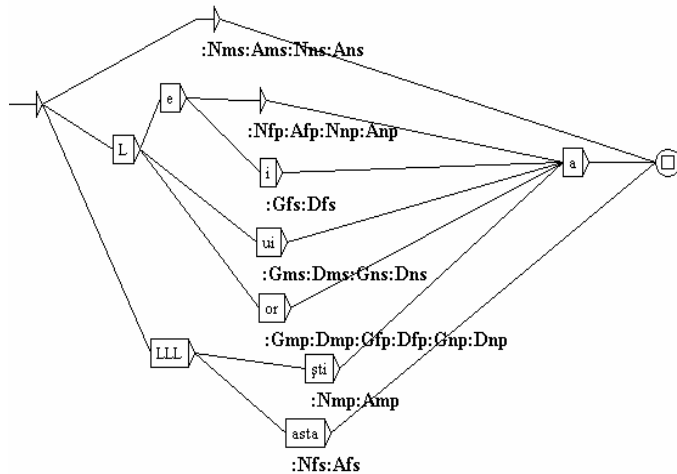 :Nms:Ams:Nns:Ans
e
:Nfp:Afp:Nnp:Anp
L
i
a
:Gfs:Dfs
ui
:Gms:Dms:Gns:Dns
or
:Gmp:Dmp:Gfp:Dfp:Gnp:Dnp
LLL
şti
:Nmp:Amp
asta
:Nfs:Afs